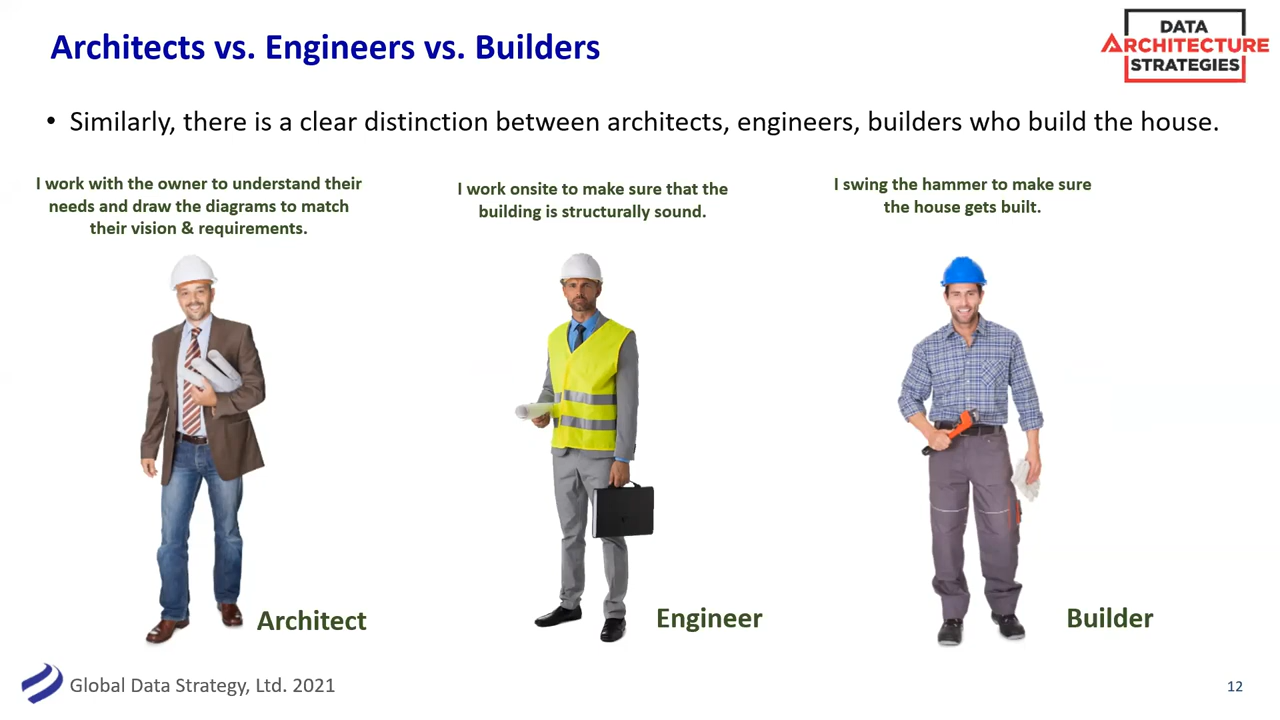 Architects vs. Engineers vs. Builders
DATA
ARCHITECTURE
STRATEGIES
• Similarly, there is a clear distinction between architects, engineers, builders who build the house.
I work with the owner to understand their
needs and draw the diagrams to match
their vision & requirements.
I work onsite to make sure that the
building is structurally sound.
I swing the hammer to make sure
the house gets built.
Architect
Engineer
Builder
Global Data Strategy, Ltd. 2021
12